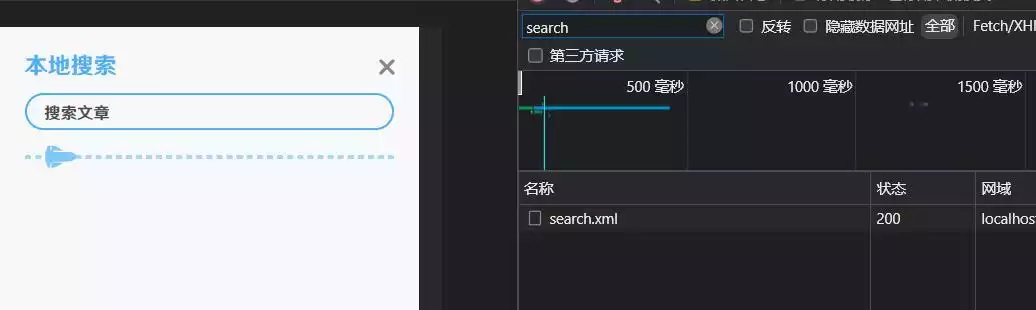 本地搜索
搜索文章
search
反转
隐藏数据网址
全部
Fetch/XH
第三方请求
500 毫秒
1000 毫秒
1500 毫秒
名称
状态
网域
search.xml
200
localhos